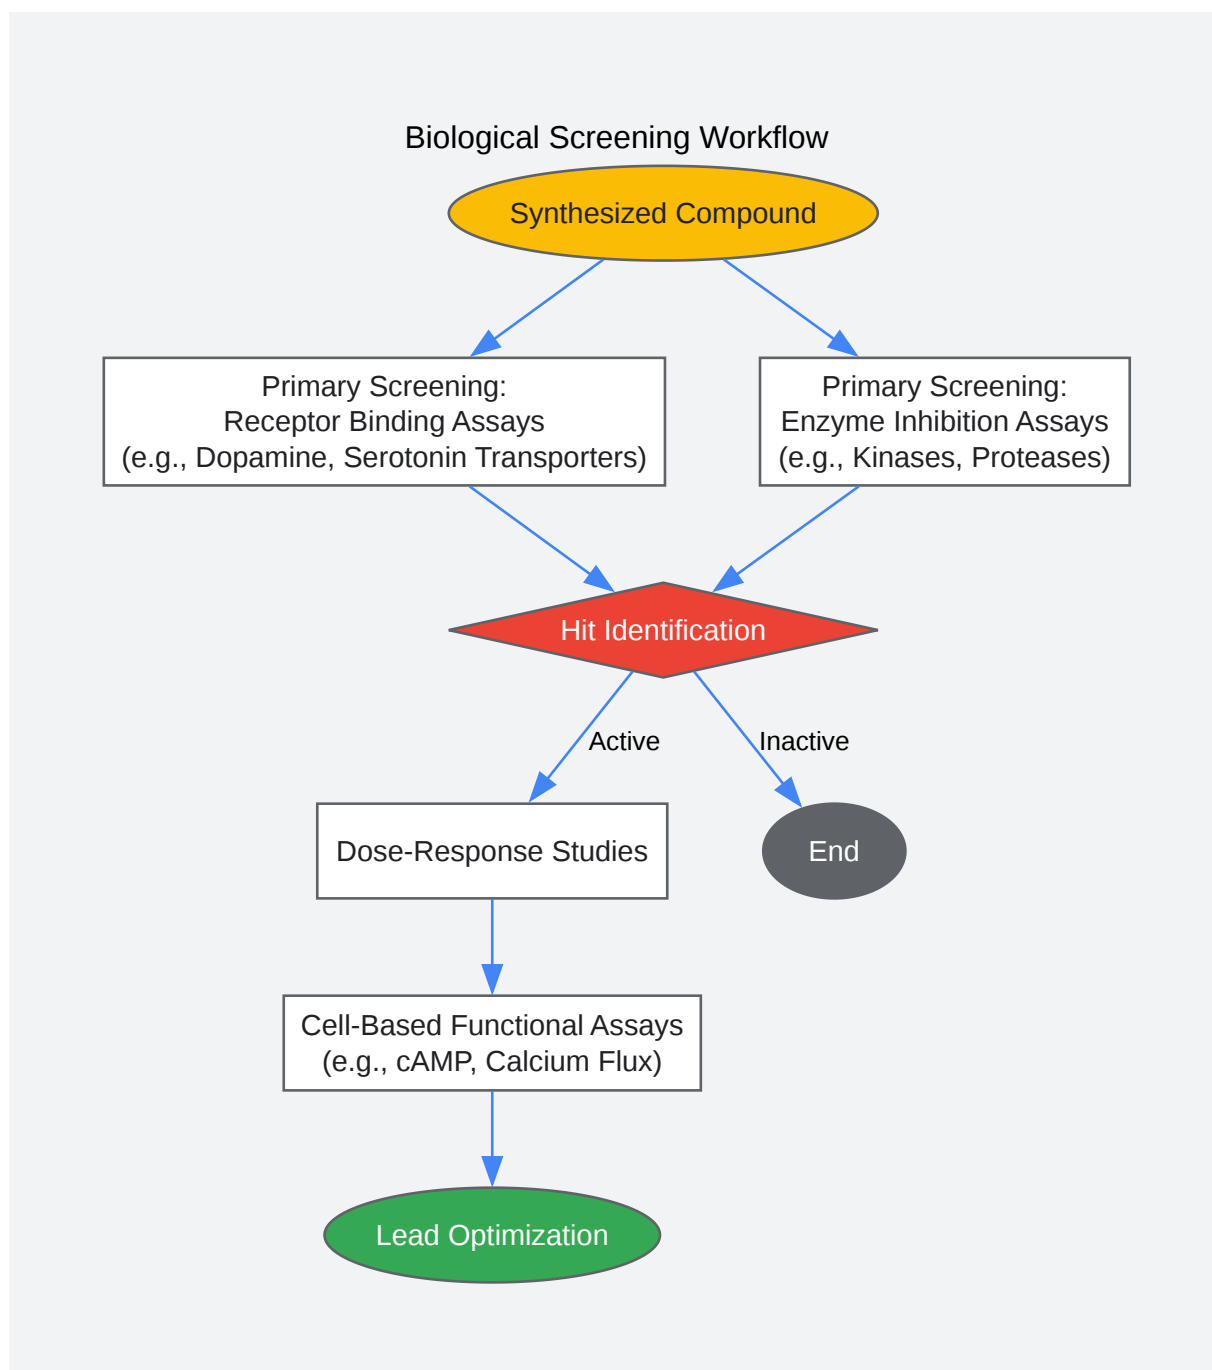 Biological Screening Workflow
Synthesized Compound
Primary Screening:
Receptor Binding Assays
(e.g., Dopamine, Serotonin Transporters)
Primary Screening:
Enzyme Inhibition Assays
(e.g., Kinases, Proteases)
Hit Identification
Active
Inactive
Dose-Response Studies
End
Cell-Based Functional Assays
(e.g., cAMP, Calcium Flux)
Lead Optimization